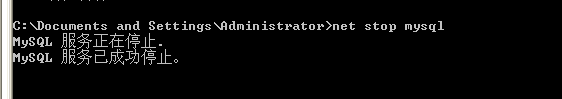 C:\Documents and Settings\Administrator>net stop mysql
MySQL 服务正在停止.
MySQL 服务已成功停止。